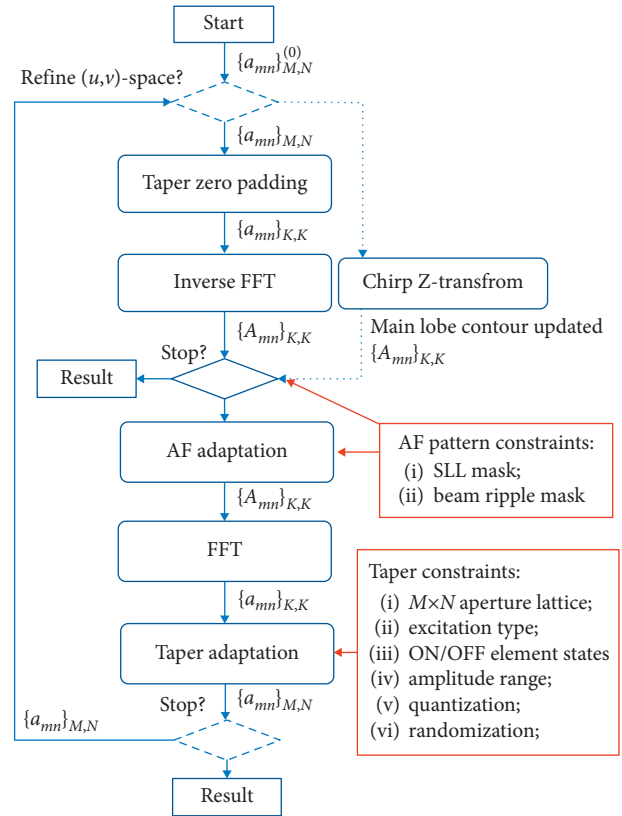 Start
{a_mn}^(0)_M,N
Refine (u,v)-space?
{a_mn}_M,N
Taper zero padding
{a_mn}_K,K
Inverse FFT
Chirp Z-transfrom
{A_mn}_K,K
Main lobe contour updated
{A_mn}_K,K
Stop?
Result
AF adaptation
AF pattern constraints:
(i) SLL mask;
(ii) beam ripple mask
{A_mn}_K,K
FFT
{a_mn}_K,K
Taper constraints:
(i) M×N aperture lattice;
(ii) excitation type;
(iii) ON/OFF element states
(iv) amplitude range;
(v) quantization;
(vi) randomization;
Taper adaptation
Stop?
{a_mn}_M,N
{a_mn}_M,N
Result